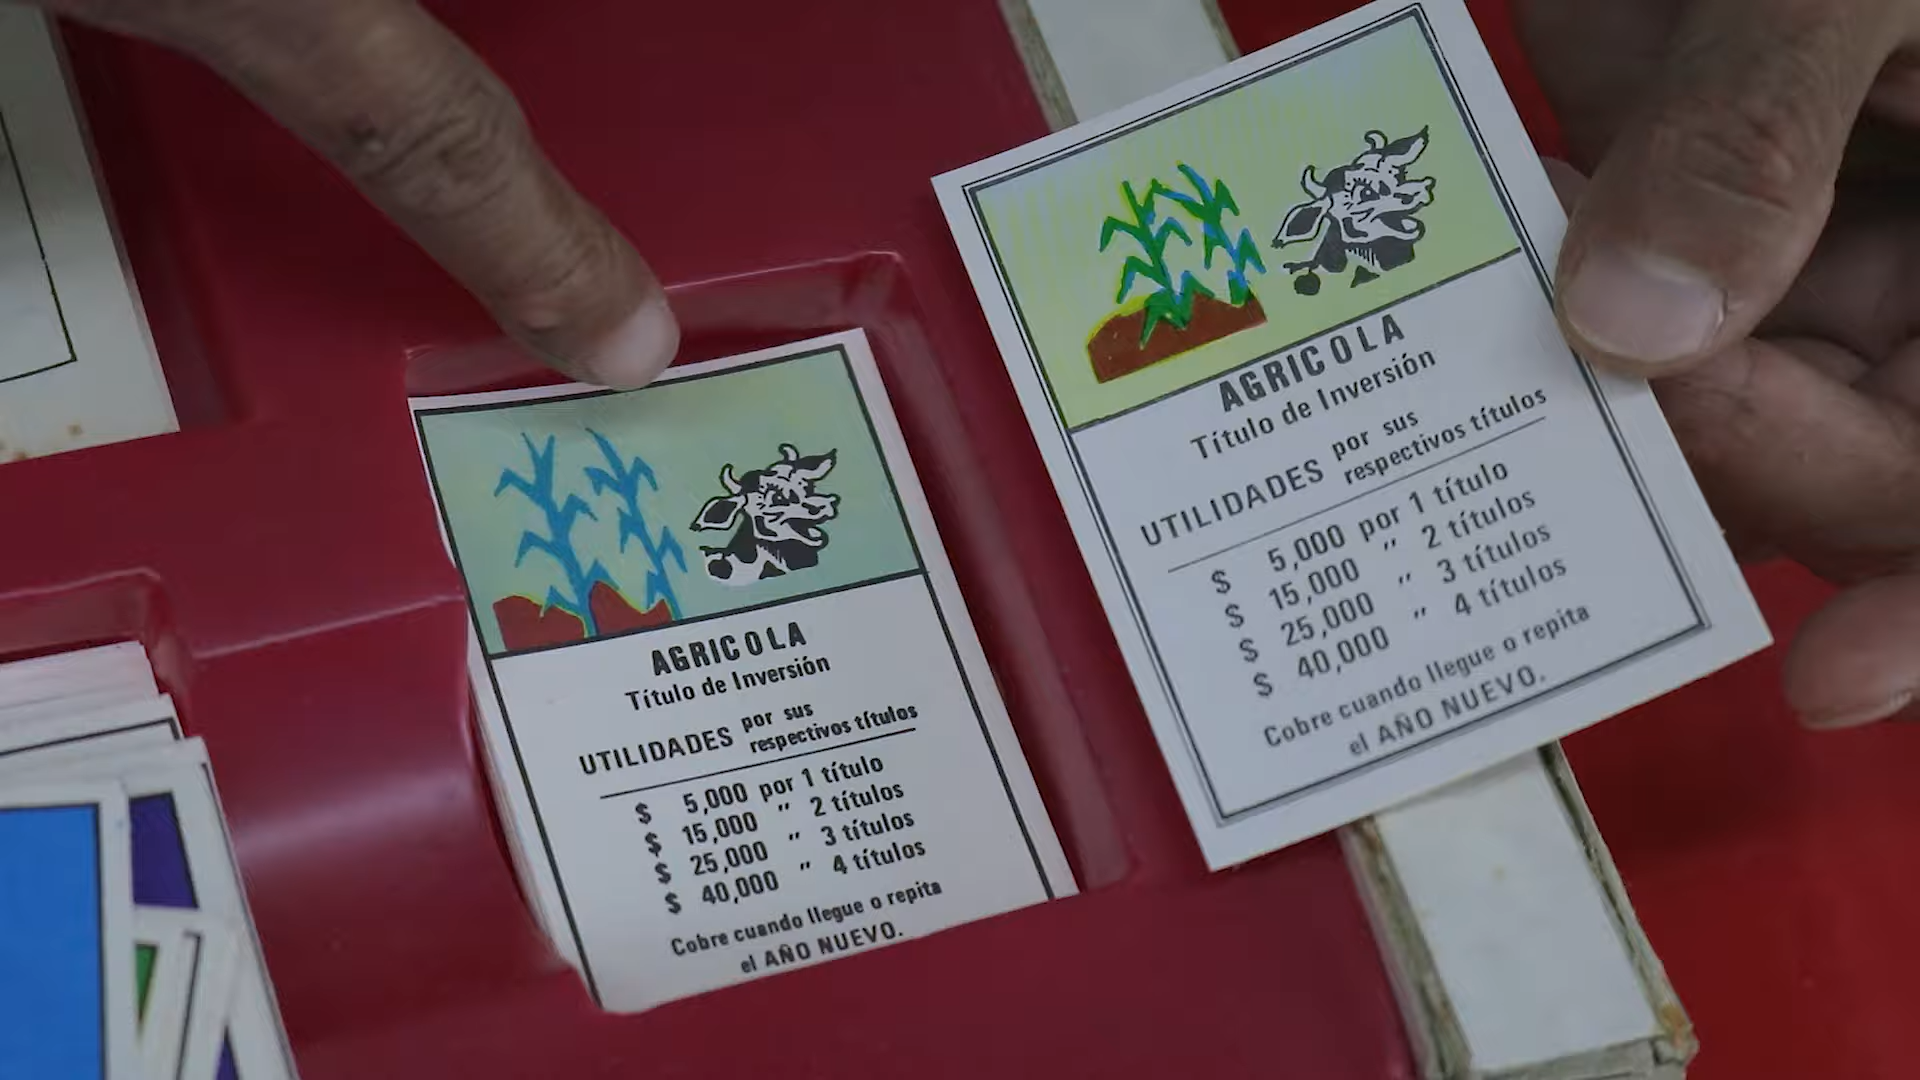 AGRICOLA
Título de Inversión
UTILIDADES por sus respectivos títulos
$ 5,000 por 1 título
$ 15,000 " 2 títulos
$ 25,000 " 3 títulos
$ 40,000 " 4 títulos
Cobre cuando llegue o repita
el AÑO NUEVO.
AGRICOLA
Título de Inversión
UTILIDADES por sus respectivos títulos
$ 5,000 por 1 título
$ 15,000 " 2 títulos
$ 25,000 " 3 títulos
$ 40,000 " 4 títulos
Cobre cuando llegue o repita
el AÑO NUEVO.